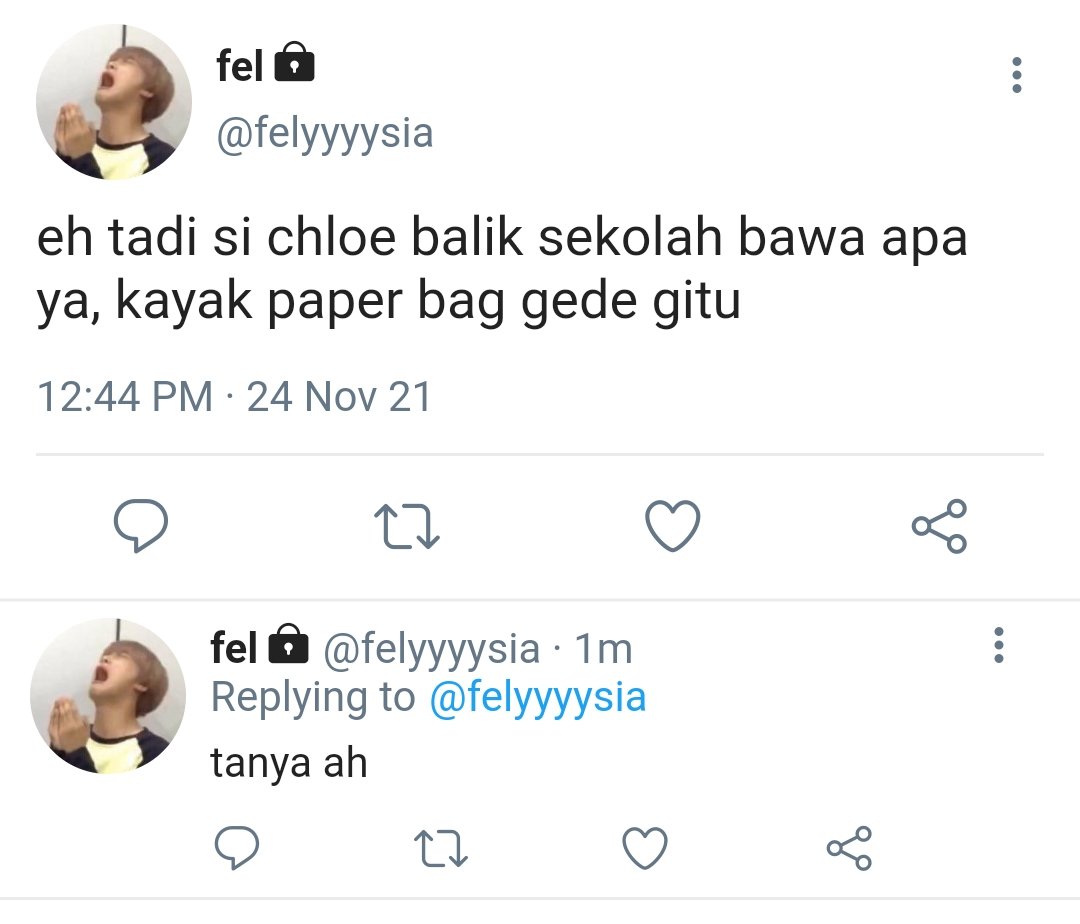 fel
@felyyyysia
eh tadi si chloe balik sekolah bawa apa
ya, kayak paper bag gede gitu
12:44 PM · 24 Nov 21
fel @felyyyysia · 1m
Replying to @felyyyysia
tanya ah